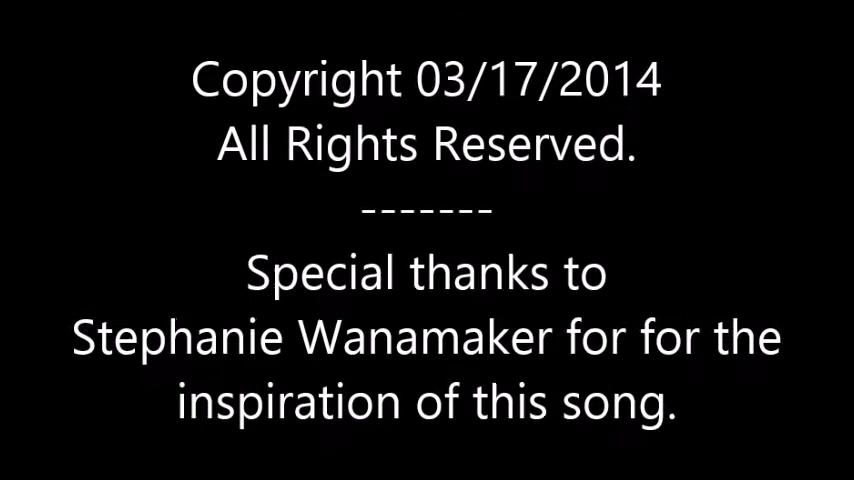 Copyright 03/17/2014
All Rights Reserved.
-------
Special thanks to
Stephanie Wanamaker for for the
inspiration of this song.